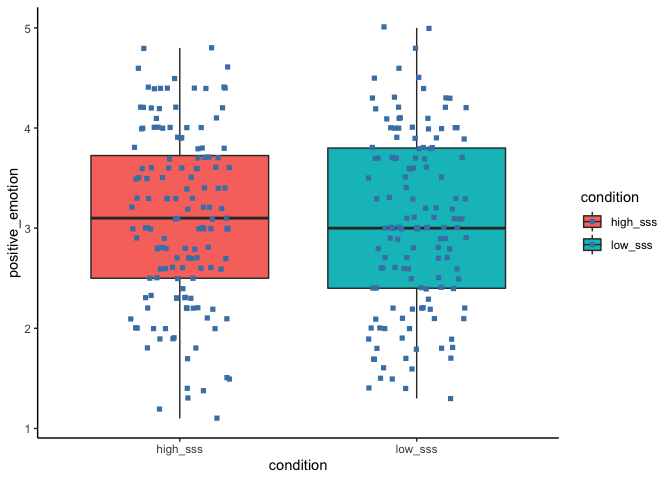 5
4
3
2
1
positive_emotion
high_sss
low_sss
condition
condition
high_sss
low_sss